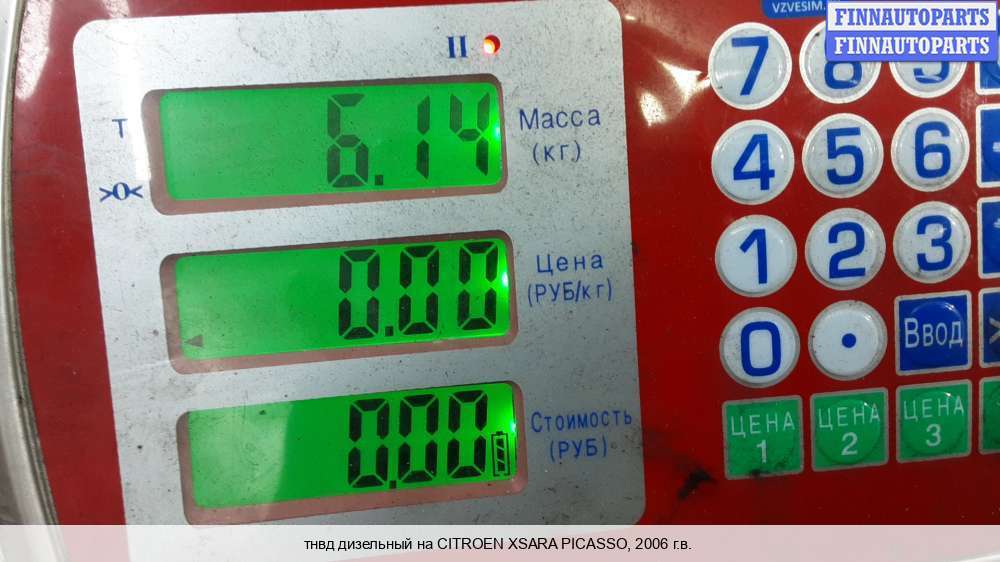 VZVESIM.
FINNAUTOPARTS
FINNAUTOPARTS
II
T
6.14
Масса
(кг)
>0<
0.00
Цена
(РУБ/кг)
0.00
Стоимость
(РУБ)
7 8 9
4 5 6
1 2 3
0 . Ввод
ЦЕНА 1
ЦЕНА 2
ЦЕНА 3
тнвд дизельный на CITROEN XSARA PICASSO, 2006 г.в.